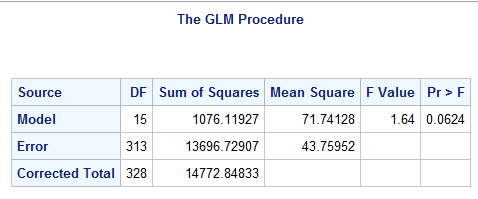 The GLM Procedure
Source DF Sum of Squares Mean Square F Value Pr > F
Model 15 1076.11927 71.74128 1.64 0.0624
Error 313 13696.72907 43.75952
Corrected Total 328 14772.84833